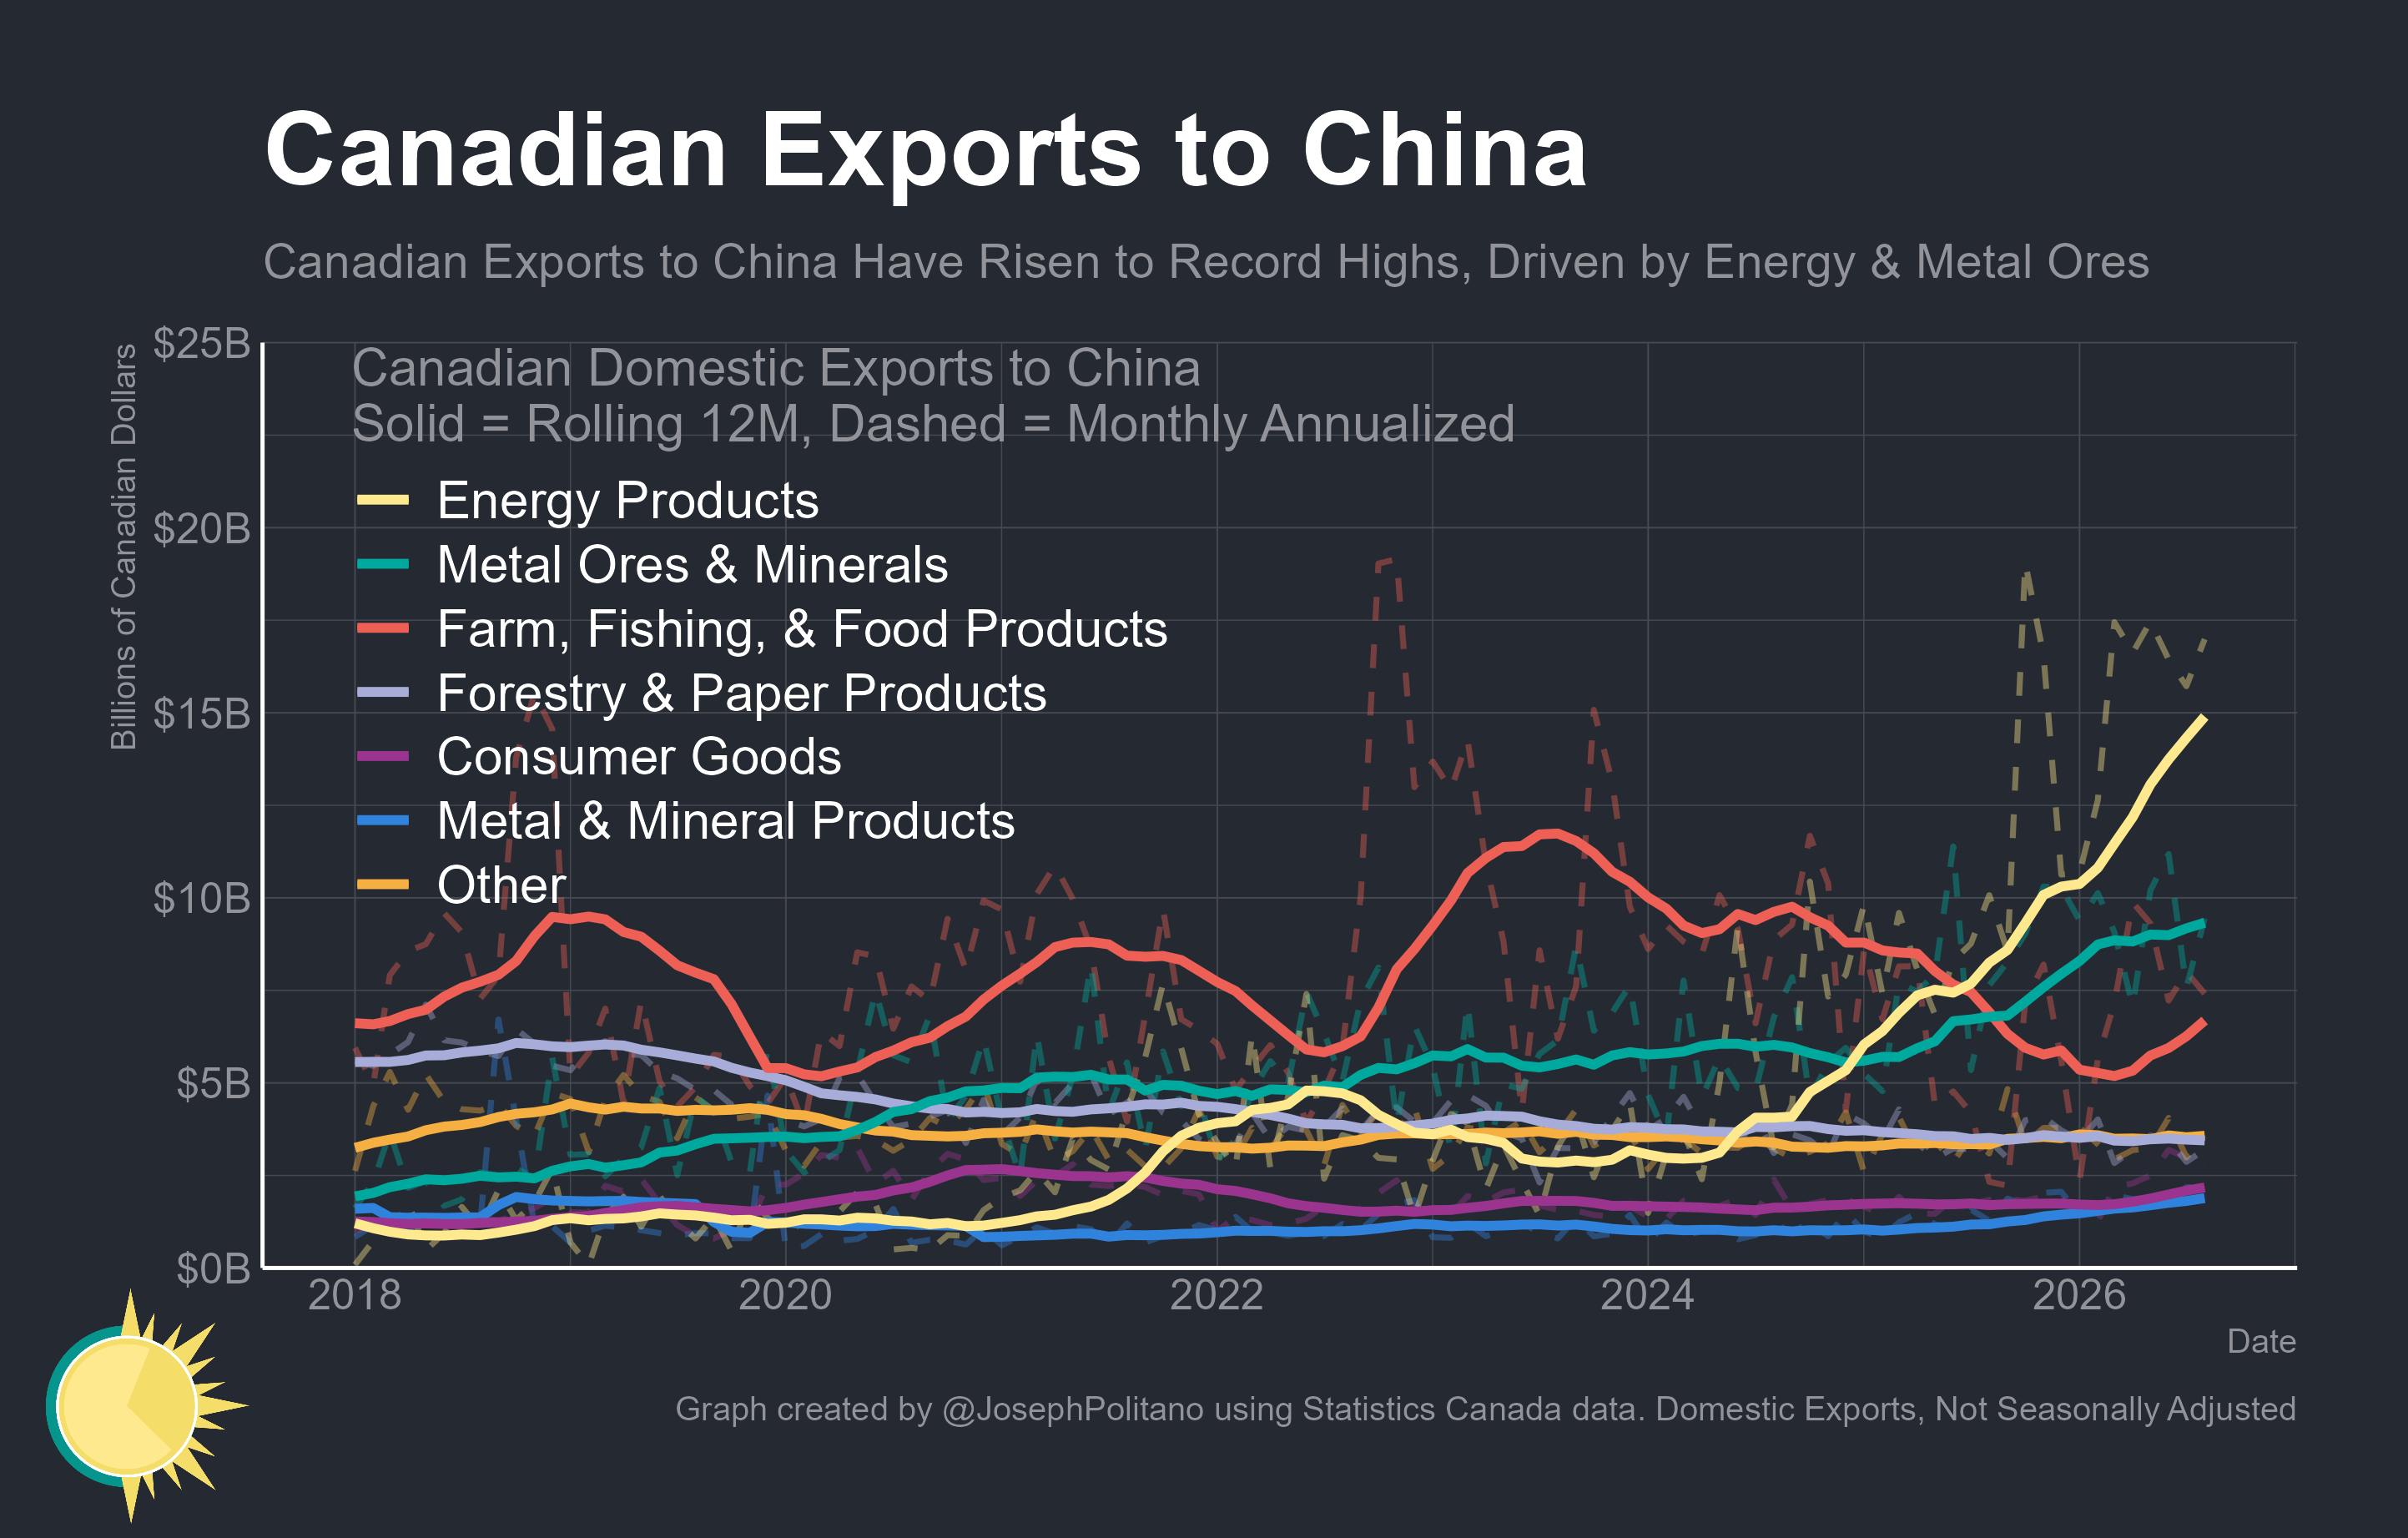 Canadian Exports to China
Canadian Exports to China Have Risen to Record Highs, Driven by Energy & Metal Ores
Billions of Canadian Dollars
$25B
$20B
$15B
$10B
$5B
$0B
Canadian Domestic Exports to China
Solid = Rolling 12M, Dashed = Monthly Annualized
Energy Products
Metal Ores & Minerals
Farm, Fishing, & Food Products
Forestry & Paper Products
Consumer Goods
Metal & Mineral Products
Other
2018 2020 2022 2024 2026
Date
Graph created by @JosephPolitano using Statistics Canada data. Domestic Exports, Not Seasonally Adjusted